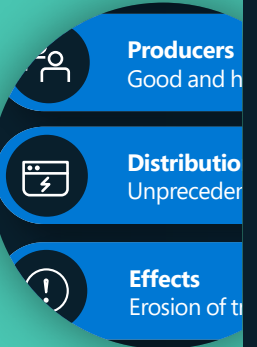 Producers
Good and h
Distributio
Unpreceden
Effects
Erosion of tr